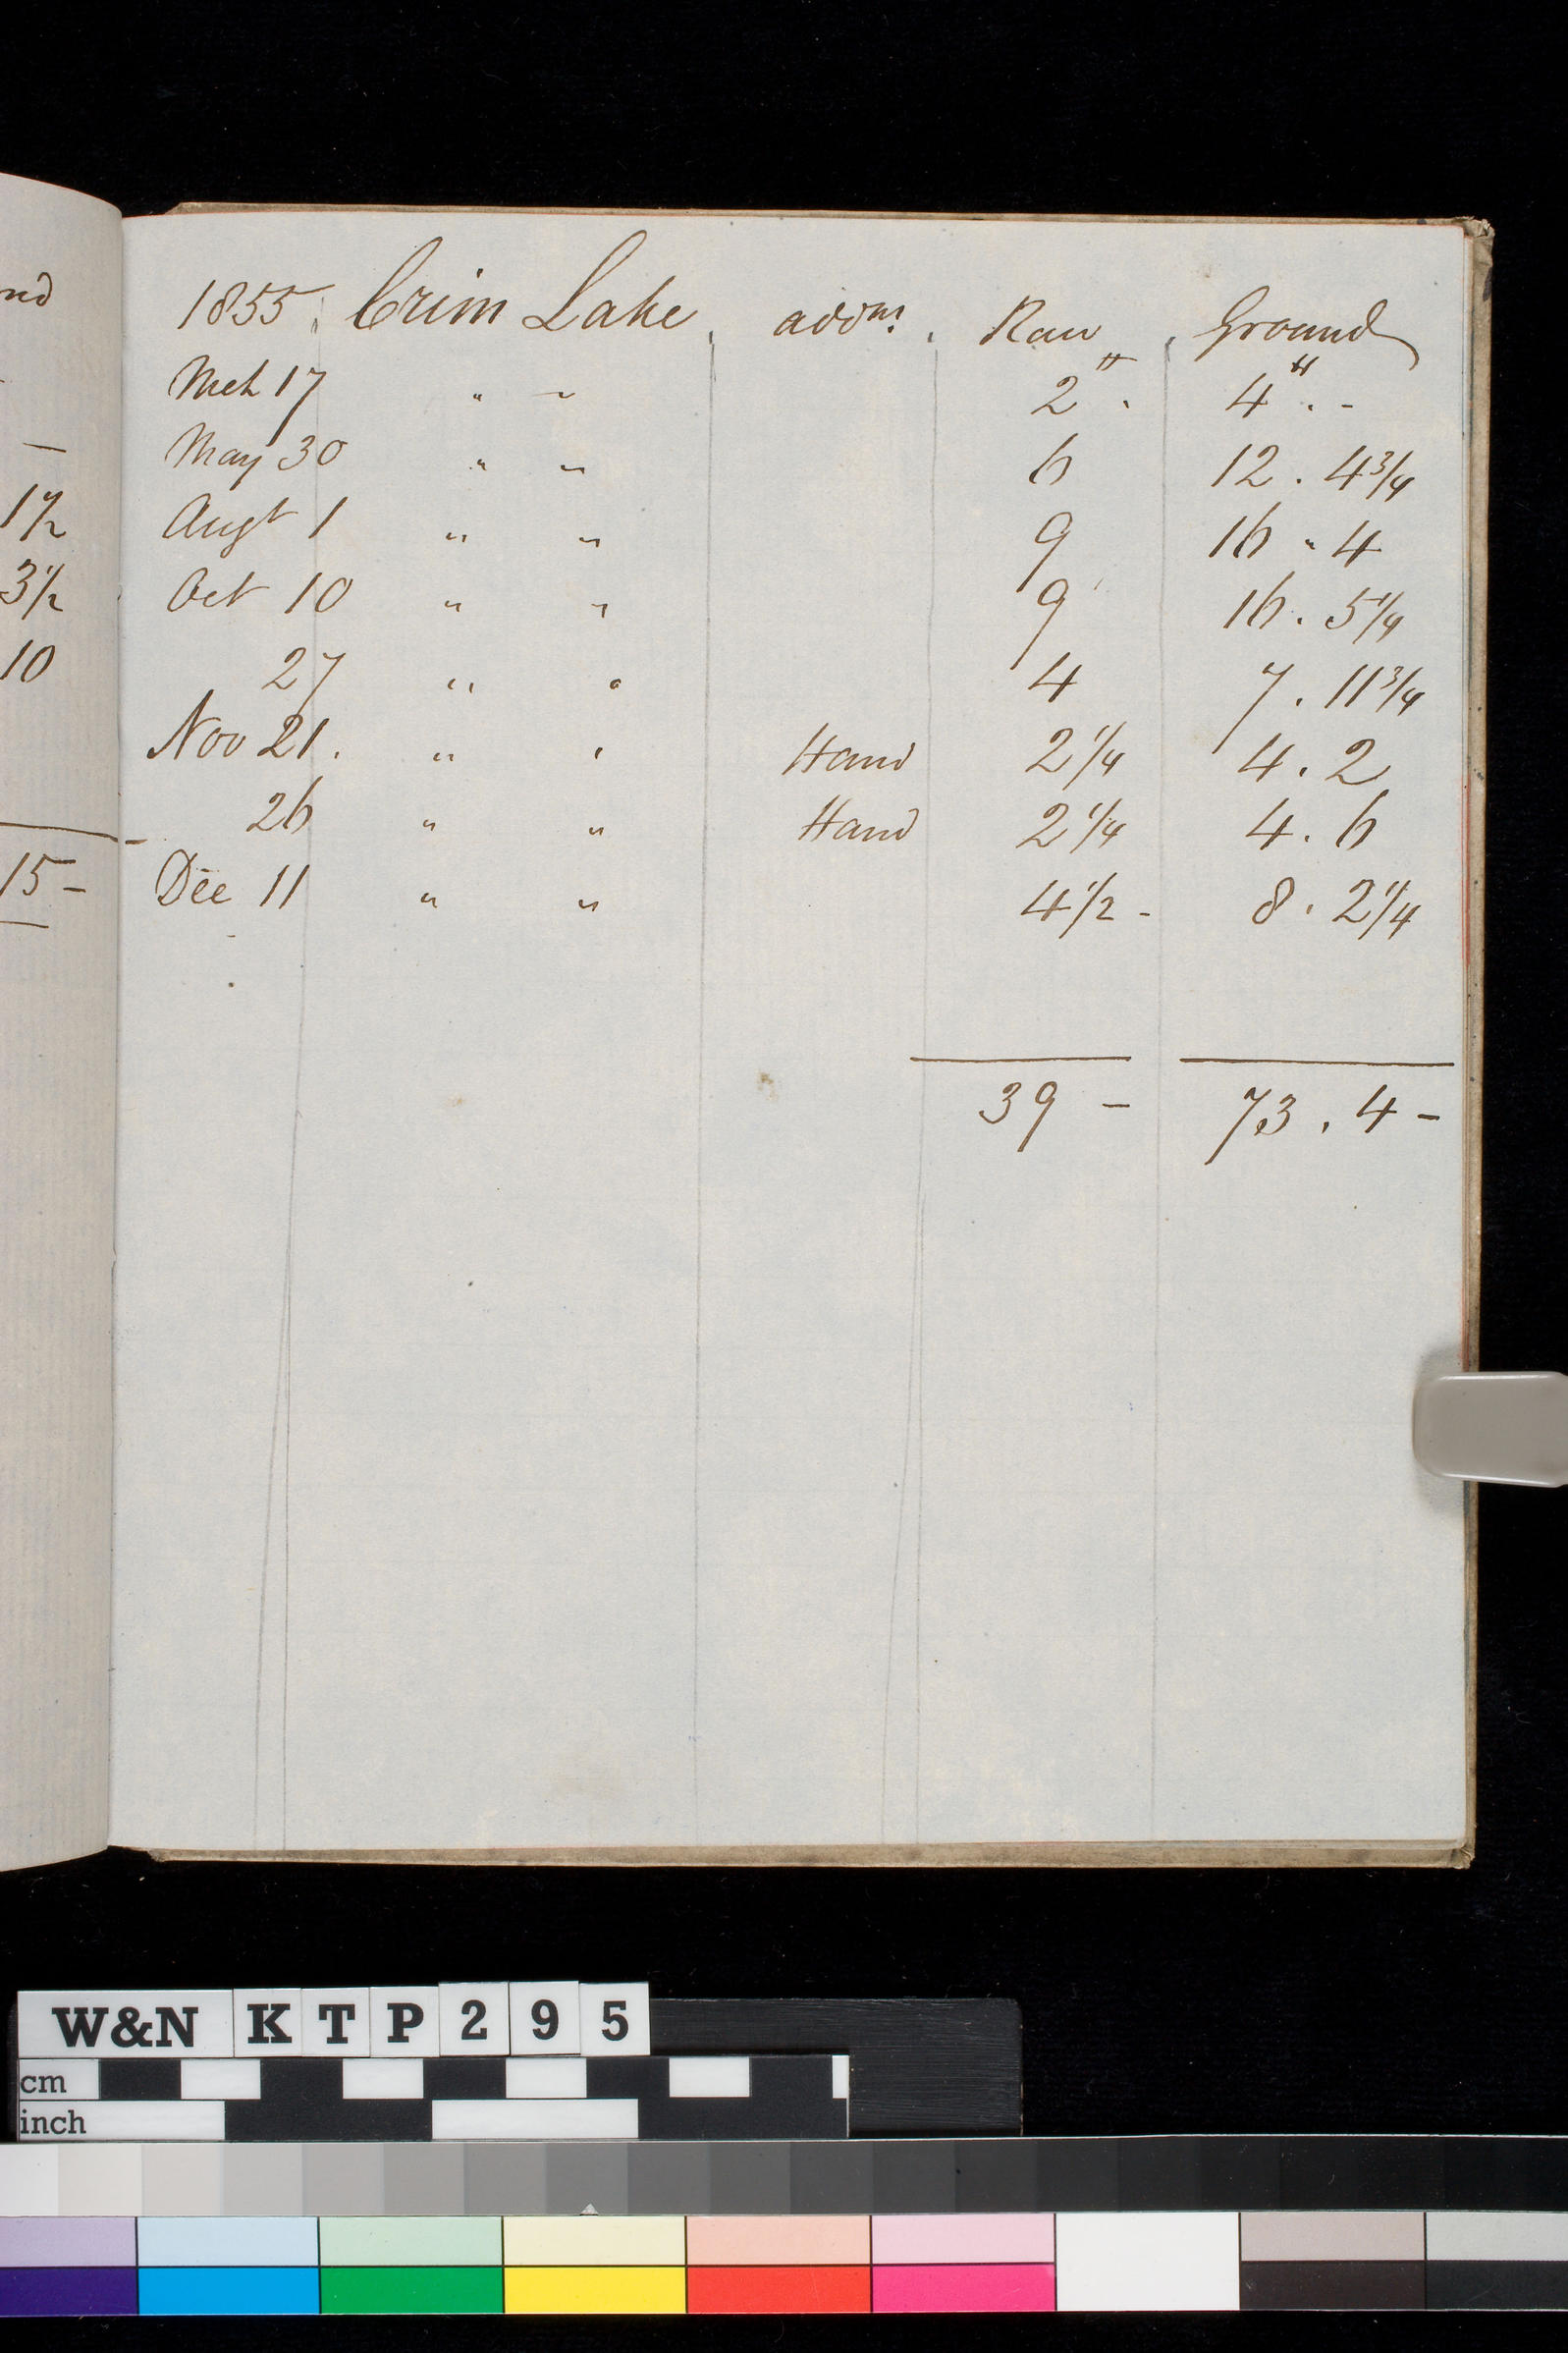 nd
1½
3½
10
15 -
1855. Crim Lake. addns. Raw. Ground
Mch 17 " " 2# . 4# . -
May 30 " " 6 12 . 4¾
Augt 1 " " 9 16 . 4
Oct 10 " " 9 16 . 5¼
27 " " 4 7 . 11¾
Nov 21. " " Hand 2¼ 4 . 2
26 " " Hand 2¼ 4 . 6
Dec 11 " " 4½ - 8 . 2¼
39 - 73 . 4 -
W&N KTP295
cm
inch